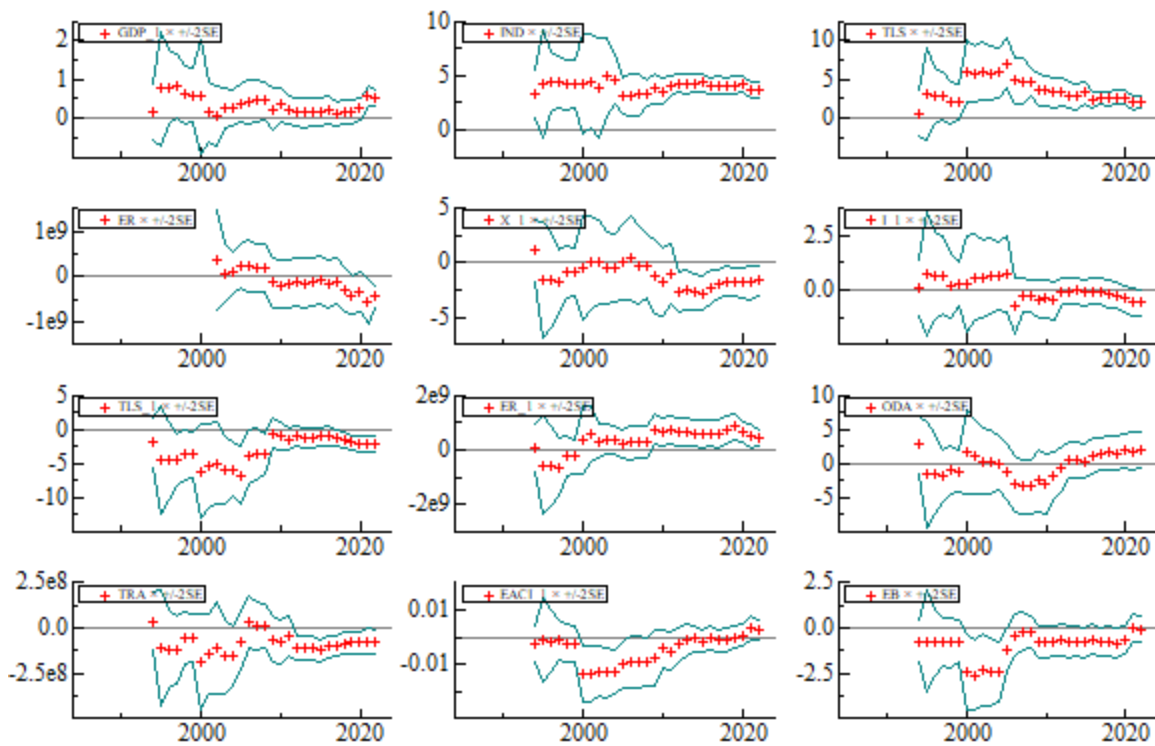 GDP_1 × +/-2SE
IND × +/-2SE
TLS × +/-2SE
2
1
0
10
5
0
10
5
0
2000 2020
2000 2020
2000 2020
ER × +/-2SE
X_1 × +/-2SE
I_1 × +/-2SE
1e9
0
-1e9
5
0
-5
2.5
0.0
2000 2020
2000 2020
2000 2020
TLS_1 × +/-2SE
ER_1 × +/-2SE
ODA × +/-2SE
5
0
-5
-10
2e9
0
-2e9
10
5
0
-5
2000 2020
2000 2020
2000 2020
TRA × +/-2SE
EACI_1 × +/-2SE
EB × +/-2SE
2.5e8
0.0
-2.5e8
0.01
-0.01
2.5
0.0
-2.5
2000 2020
2000 2020
2000 2020